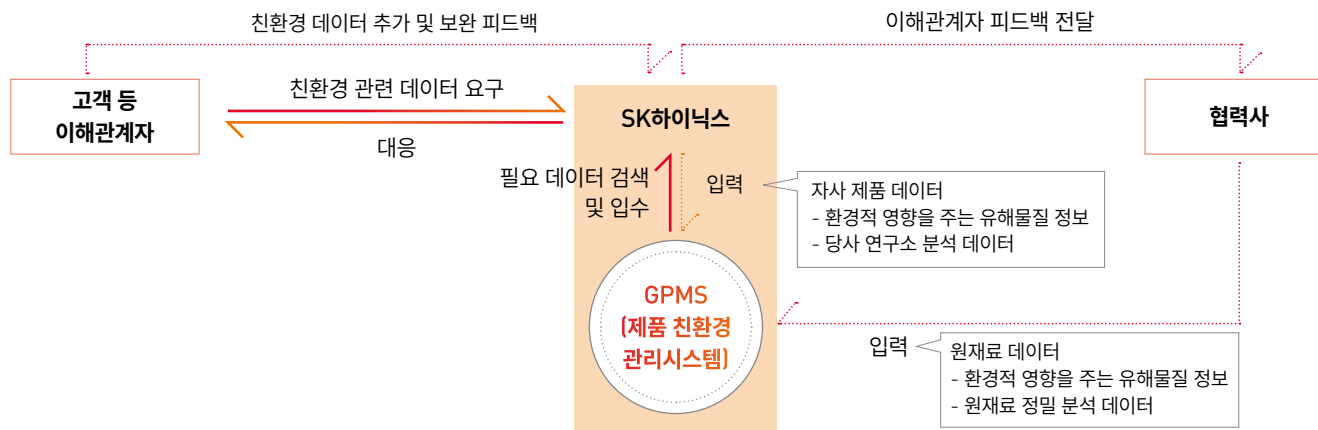 친환경 데이터 추가 및 보완 피드백
이해관계자 피드백 전달
고객 등
이해관계자
친환경 관련 데이터 요구
대응
SK하이닉스
협력사
필요 데이터 검색
및 입수
입력
자사 제품 데이터
- 환경적 영향을 주는 유해물질 정보
- 당사 연구소 분석 데이터
GPMS
(제품 친환경
관리시스템)
입력
원재료 데이터
- 환경적 영향을 주는 유해물질 정보
- 원재료 정밀 분석 데이터